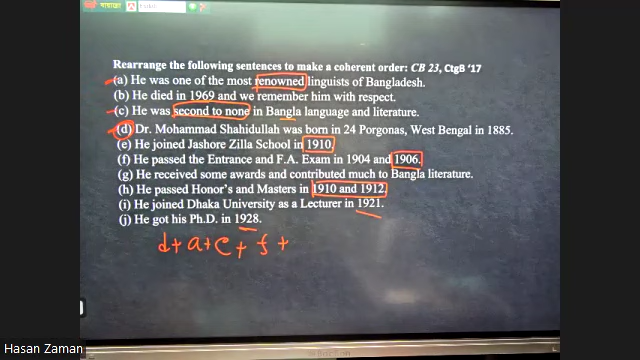 Rearrange the following sentences to make a coherent order: CB 23, CtgB '17
(a) He was one of the most renowned linguists of Bangladesh.
(b) He died in 1969 and we remember him with respect.
(c) He was second to none in Bangla language and literature.
(d) Dr. Mohammad Shahidullah was born in 24 Porgonas, West Bengal in 1885.
(e) He joined Jashore Zilla School in 1910.
(f) He passed the Entrance and F.A. Exam in 1904 and 1906.
(g) He received some awards and contributed much to Bangla literature.
(h) He passed Honor's and Masters in 1910 and 1912.
(i) He joined Dhaka University as a Lecturer in 1921.
(j) He got his Ph.D. in 1928.
d+ a+c+ f +
Hasan Zaman